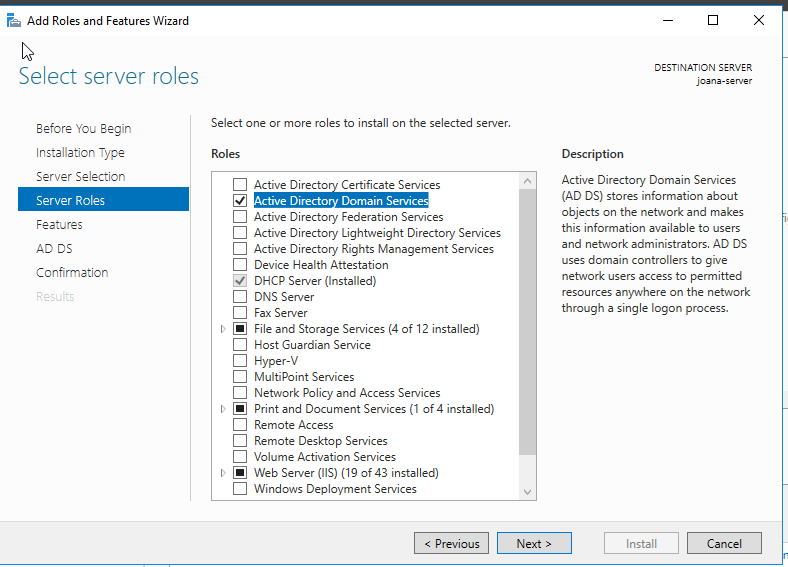 Add Roles and Features Wizard
Select server roles
DESTINATION SERVER
joana-server
Before You Begin
Installation Type
Server Selection
Server Roles
Features
AD DS
Confirmation
Results
Select one or more roles to install on the selected server.
Roles
Active Directory Certificate Services
Active Directory Domain Services
Active Directory Federation Services
Active Directory Lightweight Directory Services
Active Directory Rights Management Services
Device Health Attestation
DHCP Server (Installed)
DNS Server
Fax Server
File and Storage Services (4 of 12 installed)
Host Guardian Service
Hyper-V
MultiPoint Services
Network Policy and Access Services
Print and Document Services (1 of 4 installed)
Remote Access
Remote Desktop Services
Volume Activation Services
Web Server (IIS) (19 of 43 installed)
Windows Deployment Services
Description
Active Directory Domain Services
(AD DS) stores information about
objects on the network and makes
this information available to users
and network administrators. AD DS
uses domain controllers to give
network users access to permitted
resources anywhere on the network
through a single logon process.
< Previous
Next >
Install
Cancel